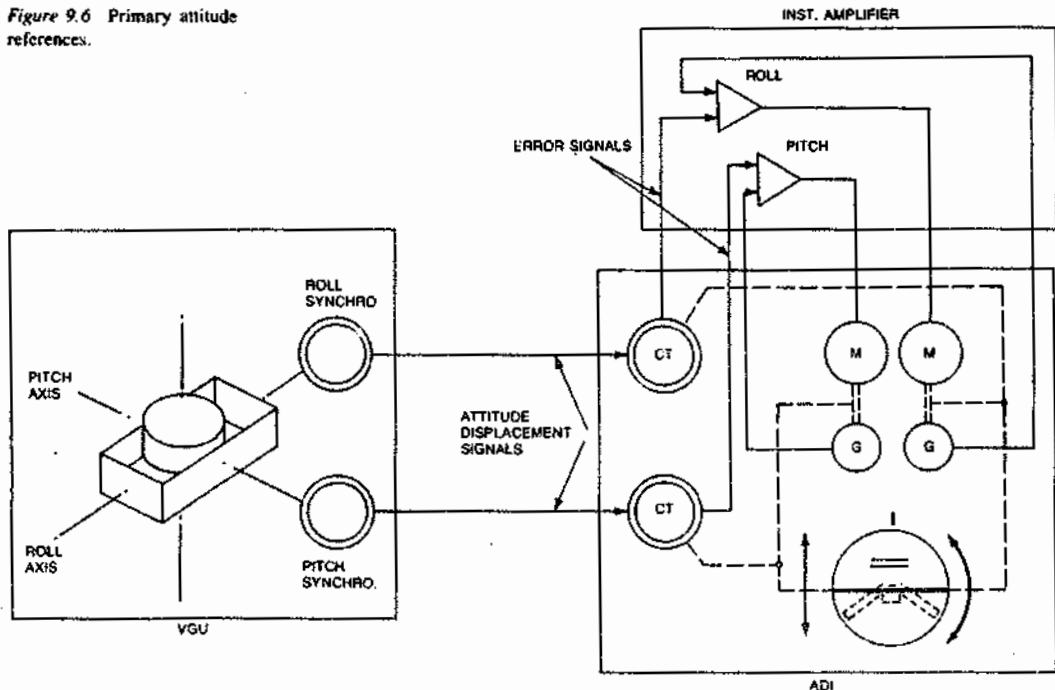 Figure 9.6 Primary attitude
references.
INST. AMPLIFIER
ROLL
PITCH
ERROR SIGNALS
ROLL
SYNCHRO
PITCH
AXIS
ATTITUDE
DISPLACEMENT
SIGNALS
ROLL
AXIS
PITCH
SYNCHRO.
VGU
CT
CT
M
M
G
G
ADI